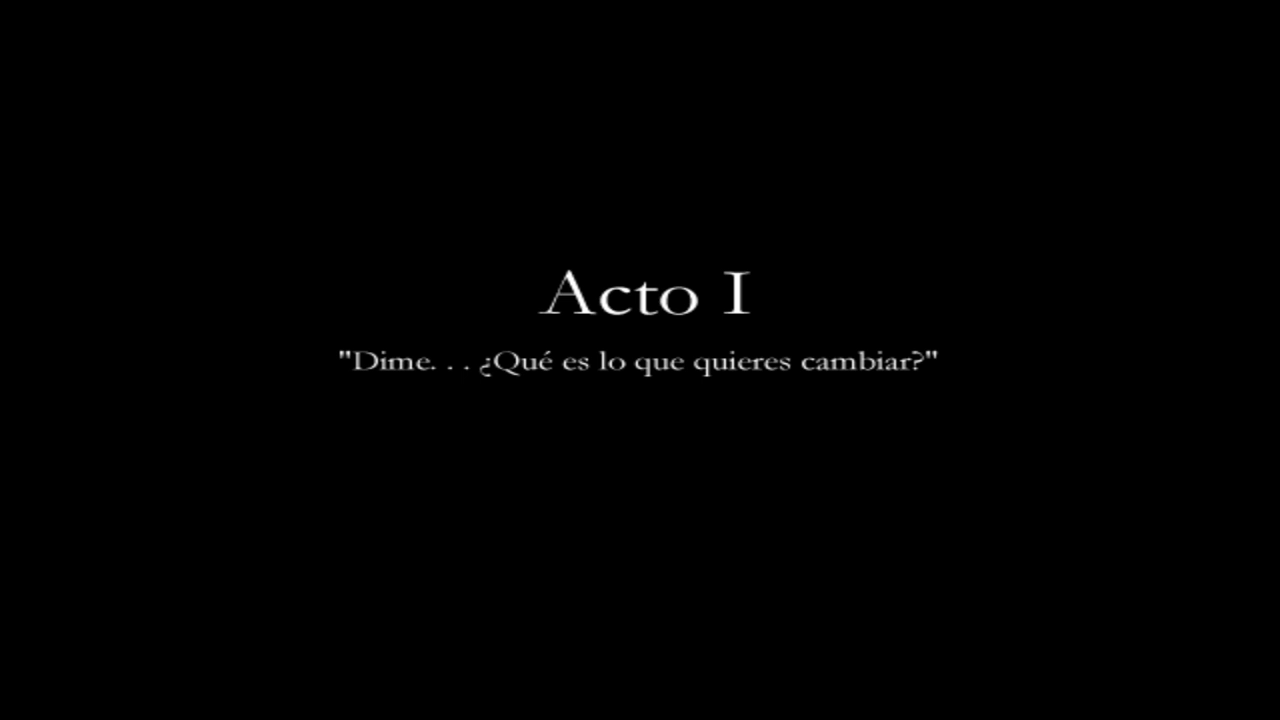 Acto I
"Dime. . . ¿Qué es lo que quieres cambiar?"